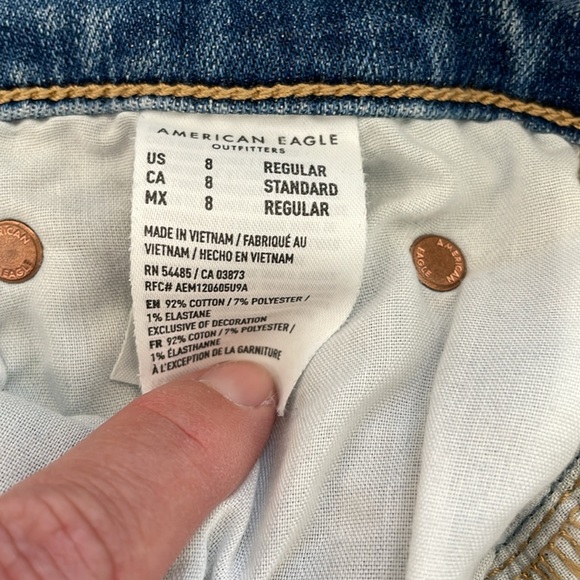 AMERICAN EAGLE
OUTFITTERS
US 8 REGULAR
CA 8 STANDARD
MX 8 REGULAR
MADE IN VIETNAM / FABRIQUÉ AU
VIETNAM / HECHO EN VIETNAM
RN 54485 / CA 03873
RFC# AEM120605U9A
EN 92% COTTON / 7% POLYESTER /
1% ELASTANE
EXCLUSIVE OF DECORATION
FR 92% COTON / 7% POLYESTER /
1% ÉLASTHANNE
À L'EXCEPTION DE LA GARNITURE
RICAN
EAGLE
AMERICAN
EAGLE